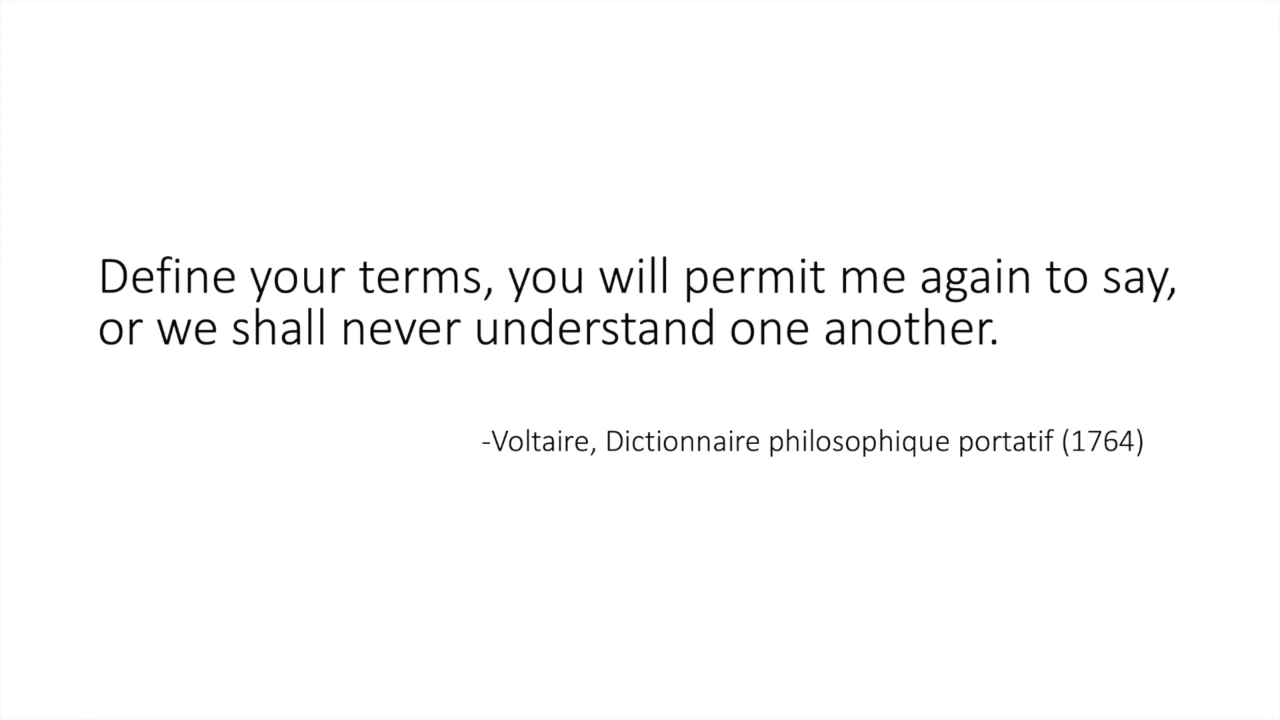 Define your terms, you will permit me again to say,
or we shall never understand one another.
-Voltaire, Dictionnaire philosophique portatif (1764)